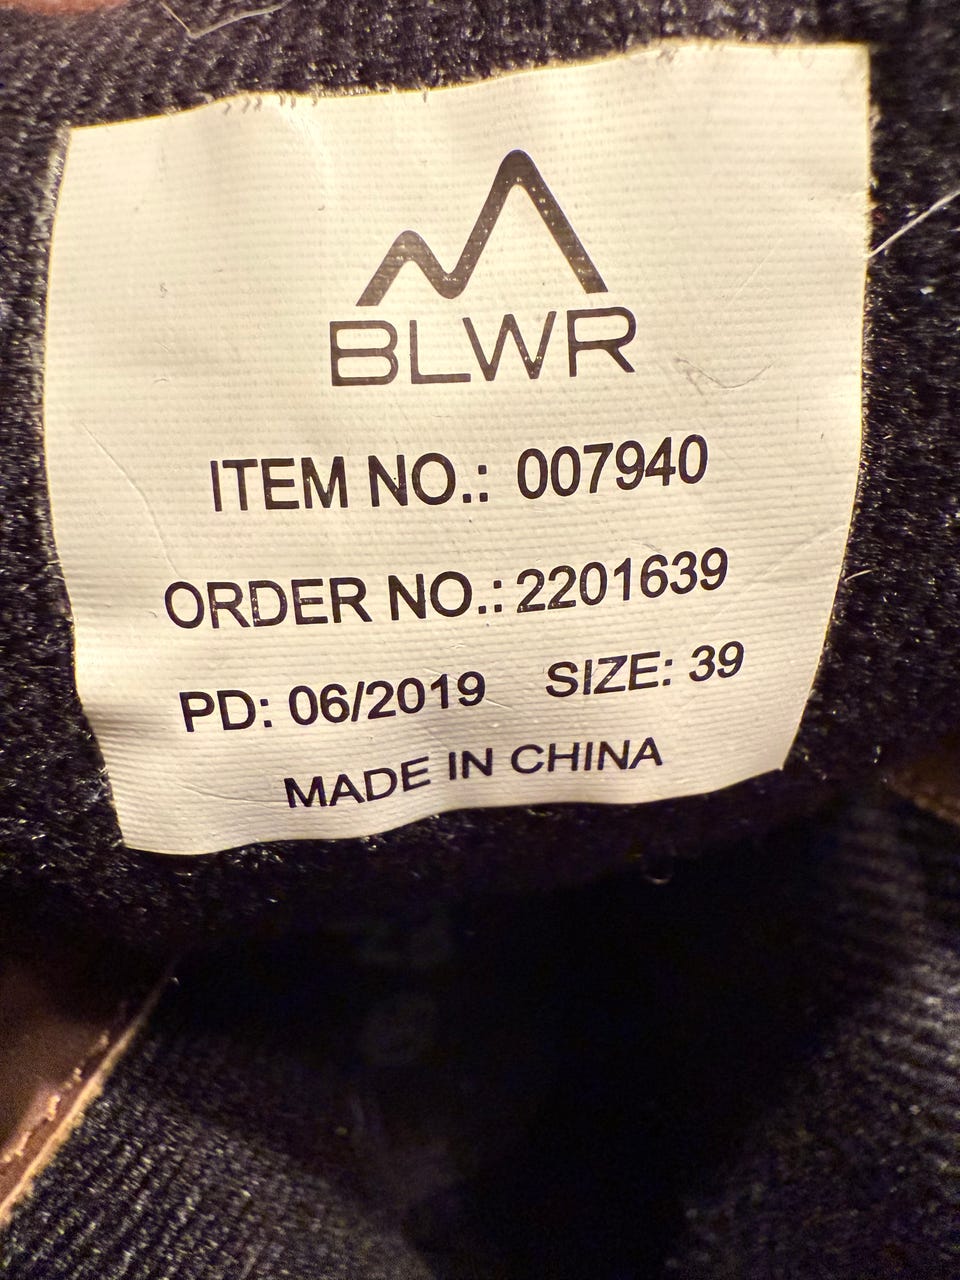 BLWR
ITEM NO.: 007940
ORDER NO.: 2201639
PD: 06/2019 SIZE: 39
MADE IN CHINA